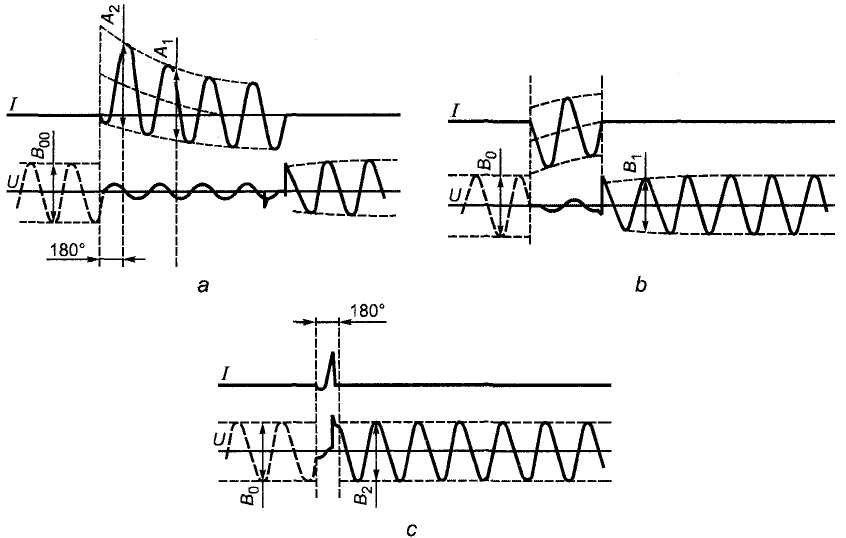 A₂
A₁
I
B₀₀
U
180°
a
I
B₀
B₁
U
b
180°
I
U
B₀
B₂
c